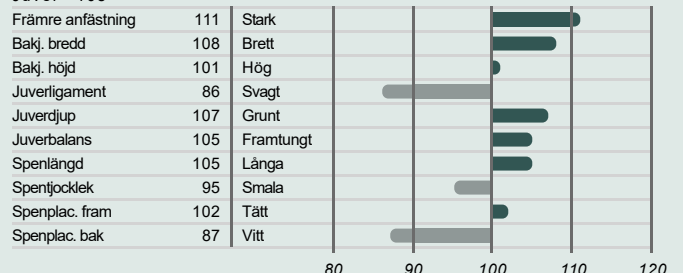 Främre anfästning 111 Stark
Bakj. bredd 108 Brett
Bakj. höjd 101 Hög
Juverligament 86 Svagt
Juverdjup 107 Grunt
Juverbalans 105 Framtungt
Spenlängd 105 Långa
Spentjocklek 95 Smala
Spenplac. fram 102 Tätt
Spenplac. bak 87 Vitt
80 90 100 110 120